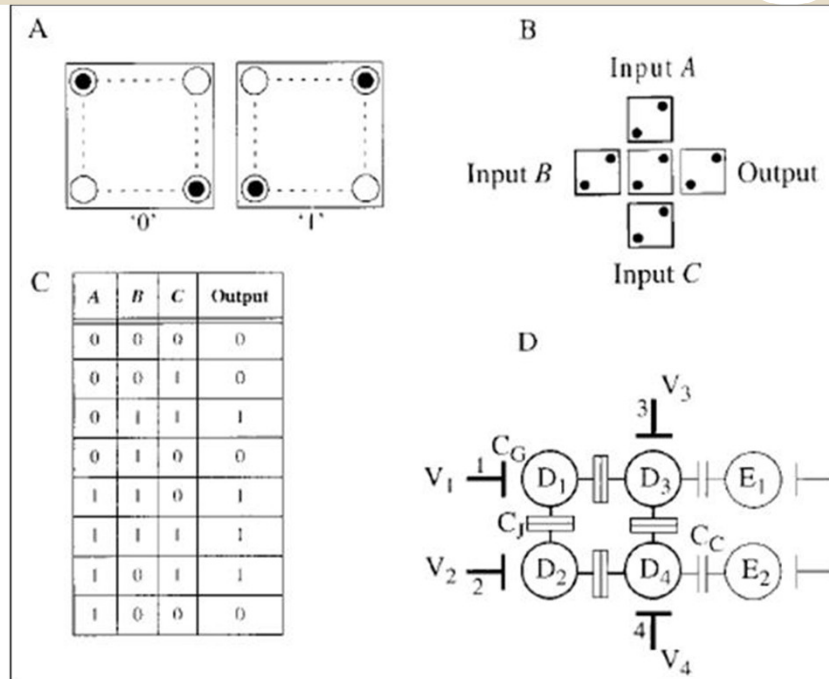 A
'0' '1'
B
Input A
Input B Output
Input C
C
A B C Output
0 0 0 0
0 0 1 0
0 1 1 1
0 1 0 0
1 1 0 1
1 1 1 1
1 0 1 1
1 0 0 0
D
V3
3
V1 1 CG D1 D3 E1
CJ CC
V2 2 D2 D4 E2
4
V4